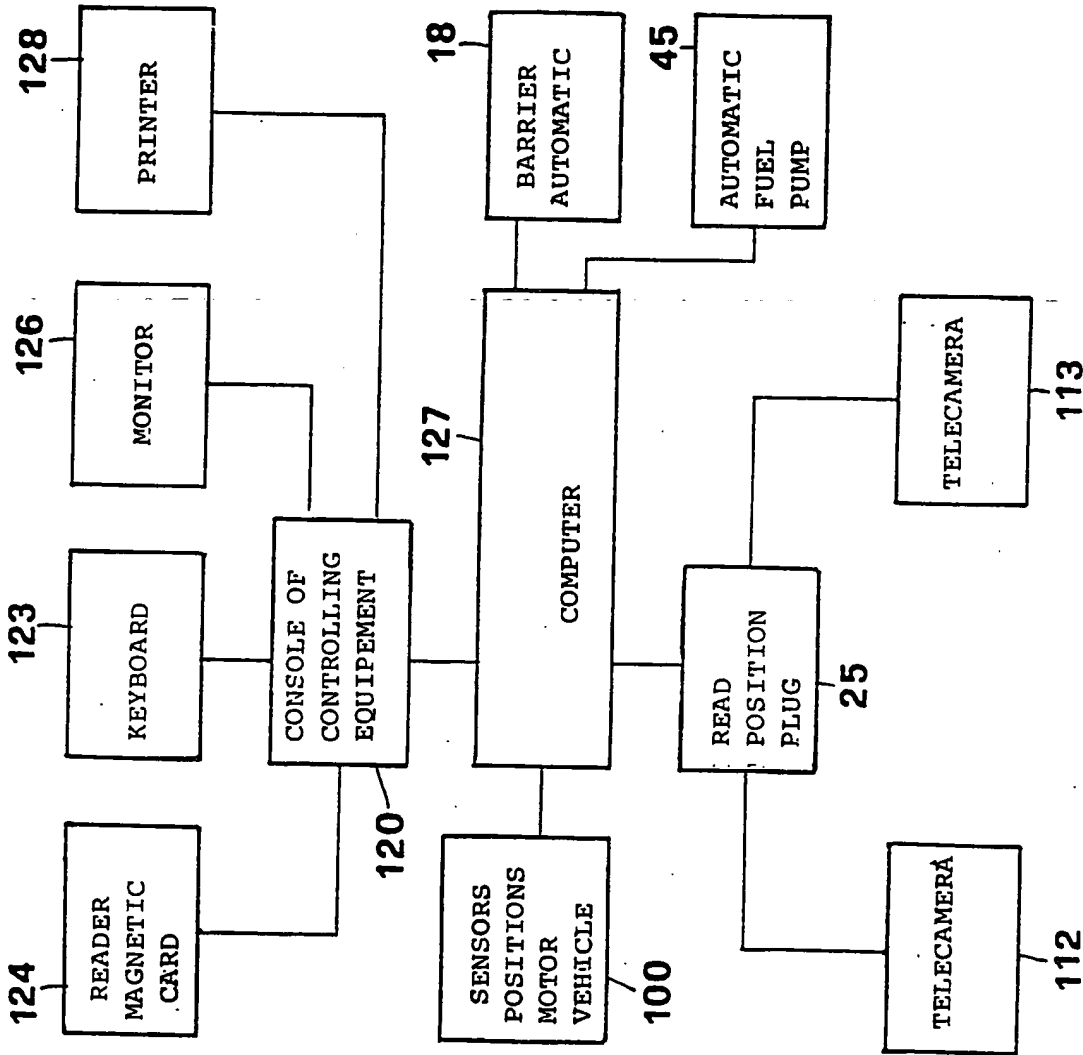 124
READER
MAGNETIC
CARD
123
KEYBOARD
126
MONITOR
128
PRINTER
CONSOLE OF
CONTROLLING
EQUIPEMENT
120
127
COMPUTER
18
BARRIER
AUTOMATIC
45
AUTOMATIC
FUEL
PUMP
SENSORS
POSITIONS
MOTOR
VEHICLE
100
READ
POSITION
PLUG
25
TELECAMERA
112
TELECAMERA
113